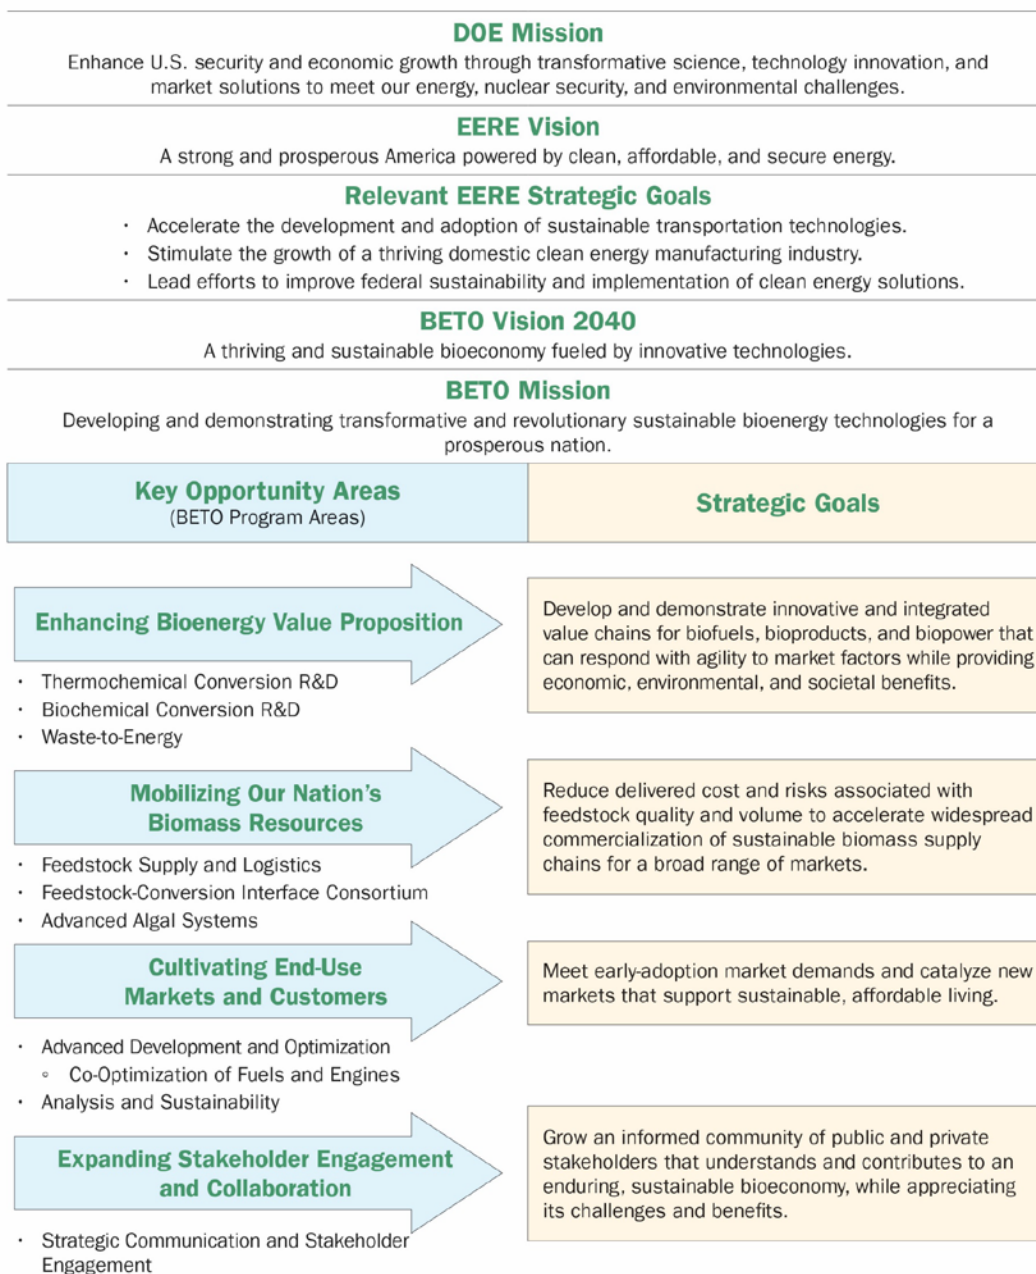 DOE Mission
Enhance U.S. security and economic growth through transformative science, technology innovation, and
market solutions to meet our energy, nuclear security, and environmental challenges.
EERE Vision
A strong and prosperous America powered by clean, affordable, and secure energy.
Relevant EERE Strategic Goals
· Accelerate the development and adoption of sustainable transportation technologies.
· Stimulate the growth of a thriving domestic clean energy manufacturing industry.
· Lead efforts to improve federal sustainability and implementation of clean energy solutions.
BETO Vision 2040
A thriving and sustainable bioeconomy fueled by innovative technologies.
BETO Mission
Developing and demonstrating transformative and revolutionary sustainable bioenergy technologies for a
prosperous nation.
Key Opportunity Areas
(BETO Program Areas)
Strategic Goals
Enhancing Bioenergy Value Proposition
· Thermochemical Conversion R&D
· Biochemical Conversion R&D
· Waste-to-Energy
Develop and demonstrate innovative and integrated
value chains for biofuels, bioproducts, and biopower that
can respond with agility to market factors while providing
economic, environmental, and societal benefits.
Mobilizing Our Nation's
Biomass Resources
· Feedstock Supply and Logistics
· Feedstock-Conversion Interface Consortium
· Advanced Algal Systems
Reduce delivered cost and risks associated with
feedstock quality and volume to accelerate widespread
commercialization of sustainable biomass supply
chains for a broad range of markets.
Cultivating End-Use
Markets and Customers
· Advanced Development and Optimization
∘ Co-Optimization of Fuels and Engines
· Analysis and Sustainability
Meet early-adoption market demands and catalyze new
markets that support sustainable, affordable living.
Expanding Stakeholder Engagement
and Collaboration
· Strategic Communication and Stakeholder
Engagement
Grow an informed community of public and private
stakeholders that understands and contributes to an
enduring, sustainable bioeconomy, while appreciating
its challenges and benefits.